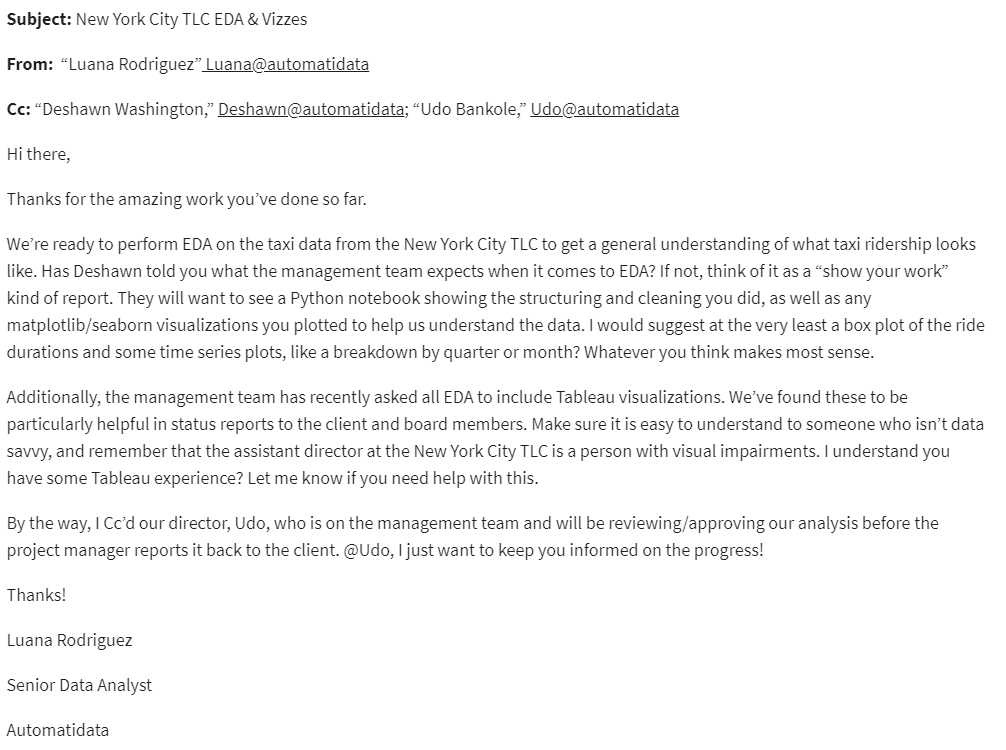 Subject: New York City TLC EDA & Vizzes
From:  “Luana Rodriguez” Luana@automatidata
Cc: “Deshawn Washington,” Deshawn@automatidata; “Udo Bankole,” Udo@automatidata
Hi there,
Thanks for the amazing work you’ve done so far.
We’re ready to perform EDA on the taxi data from the New York City TLC to get a general understanding of what taxi ridership looks
like. Has Deshawn told you what the management team expects when it comes to EDA? If not, think of it as a “show your work”
kind of report. They will want to see a Python notebook showing the structuring and cleaning you did, as well as any
matplotlib/seaborn visualizations you plotted to help us understand the data. I would suggest at the very least a box plot of the ride
durations and some time series plots, like a breakdown by quarter or month? Whatever you think makes most sense.
Additionally, the management team has recently asked all EDA to include Tableau visualizations. We’ve found these to be
particularly helpful in status reports to the client and board members. Make sure it is easy to understand to someone who isn’t data
savvy, and remember that the assistant director at the New York City TLC is a person with visual impairments. I understand you
have some Tableau experience? Let me know if you need help with this.
By the way, I Cc’d our director, Udo, who is on the management team and will be reviewing/approving our analysis before the
project manager reports it back to the client. @Udo, I just want to keep you informed on the progress!
Thanks!
Luana Rodriguez
Senior Data Analyst
Automatidata